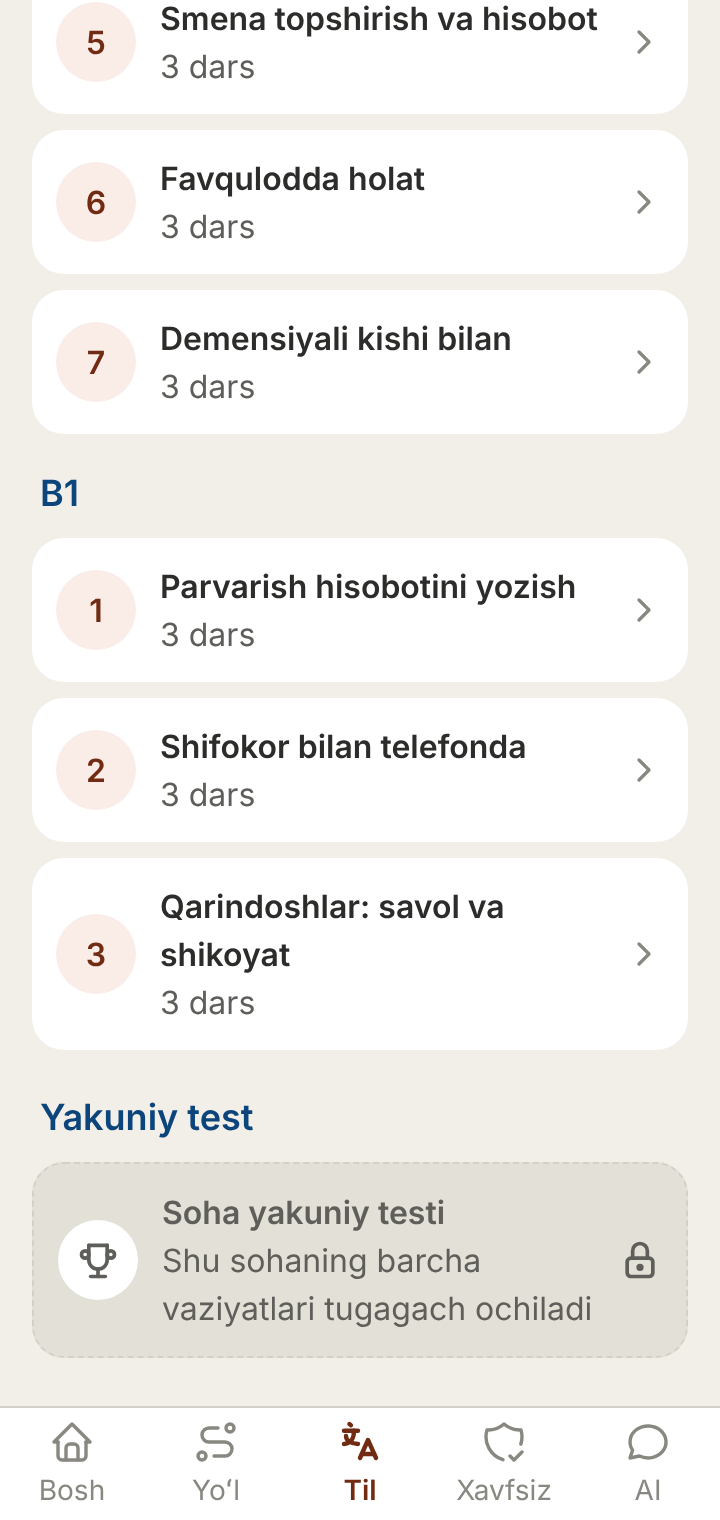 5
Smena topshirish va hisobot
3 dars
6
Favqulodda holat
3 dars
7
Demensiyali kishi bilan
3 dars
B1
1
Parvarish hisobotini yozish
3 dars
2
Shifokor bilan telefonda
3 dars
3
Qarindoshlar: savol va
shikoyat
3 dars
Yakuniy test
Soha yakuniy testi
Shu sohaning barcha
vaziyatlari tugagach ochiladi
Bosh
Yoʻl
Til
Xavfsiz
AI